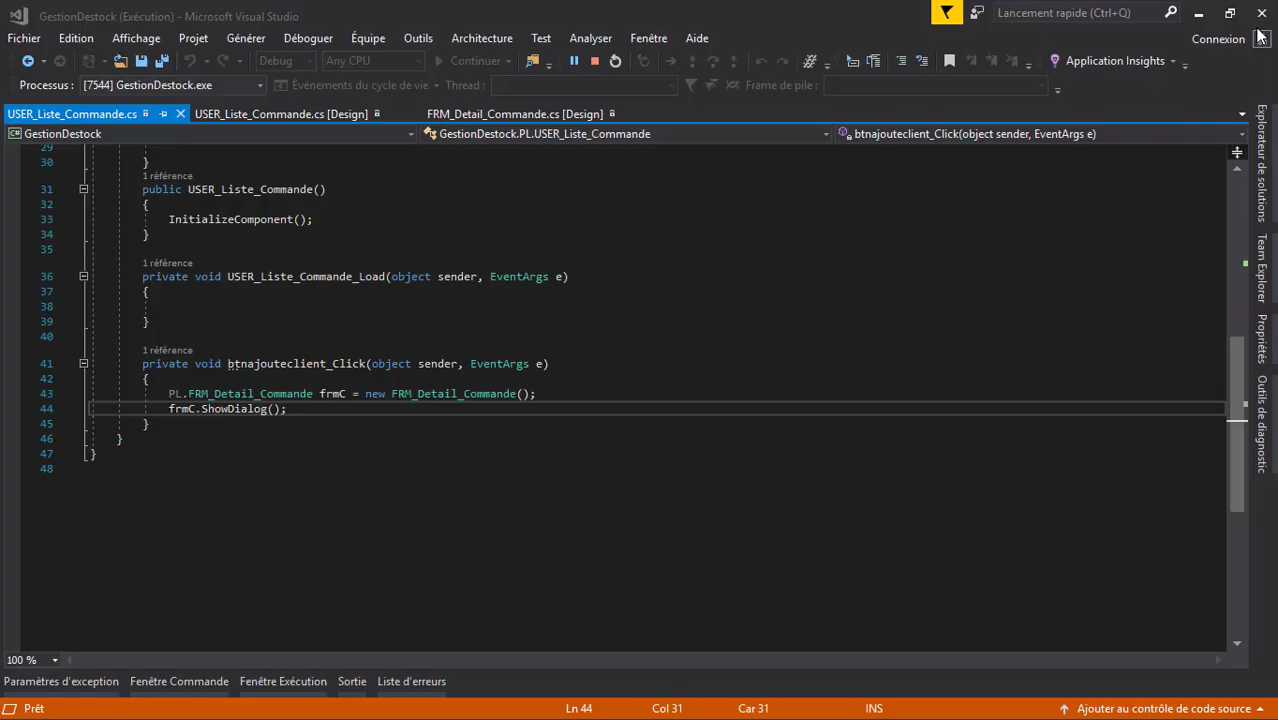 GestionDestock (Exécution) - Microsoft Visual Studio
Lancement rapide (Ctrl+Q)
Fichier Edition Affichage Projet Générer Déboguer Équipe Outils Architecture Test Analyser Fenêtre Aide
Connexion
Debug Any CPU Continuer Application Insights
Processus : [7544] GestionDestock.exe Événements du cycle de vie Thread : Frame de pile :
USER_Liste_Commande.cs USER_Liste_Commande.cs [Design] FRM_Detail_Commande.cs [Design]
GestionDestock GestionDestock.PL.USER_Liste_Commande btnajouteclient_Click(object sender, EventArgs e)
29
30 }
1 référence
31 public USER_Liste_Commande()
32 {
33 InitializeComponent();
34 }
35
1 référence
36 private void USER_Liste_Commande_Load(object sender, EventArgs e)
37 {
38
39 }
40
1 référence
41 private void btnajouteclient_Click(object sender, EventArgs e)
42 {
43 PL.FRM_Detail_Commande frmC = new FRM_Detail_Commande();
44 frmC.ShowDialog();
45 }
46 }
47 }
48
100 %
Paramètres d'exception Fenêtre Commande Fenêtre Exécution Sortie Liste d'erreurs
Prêt Ln 44 Col 31 Car 31 INS Ajouter au contrôle de code source
Explorateur de solutions
Team Explorer
Propriétés
Outils de diagnostic